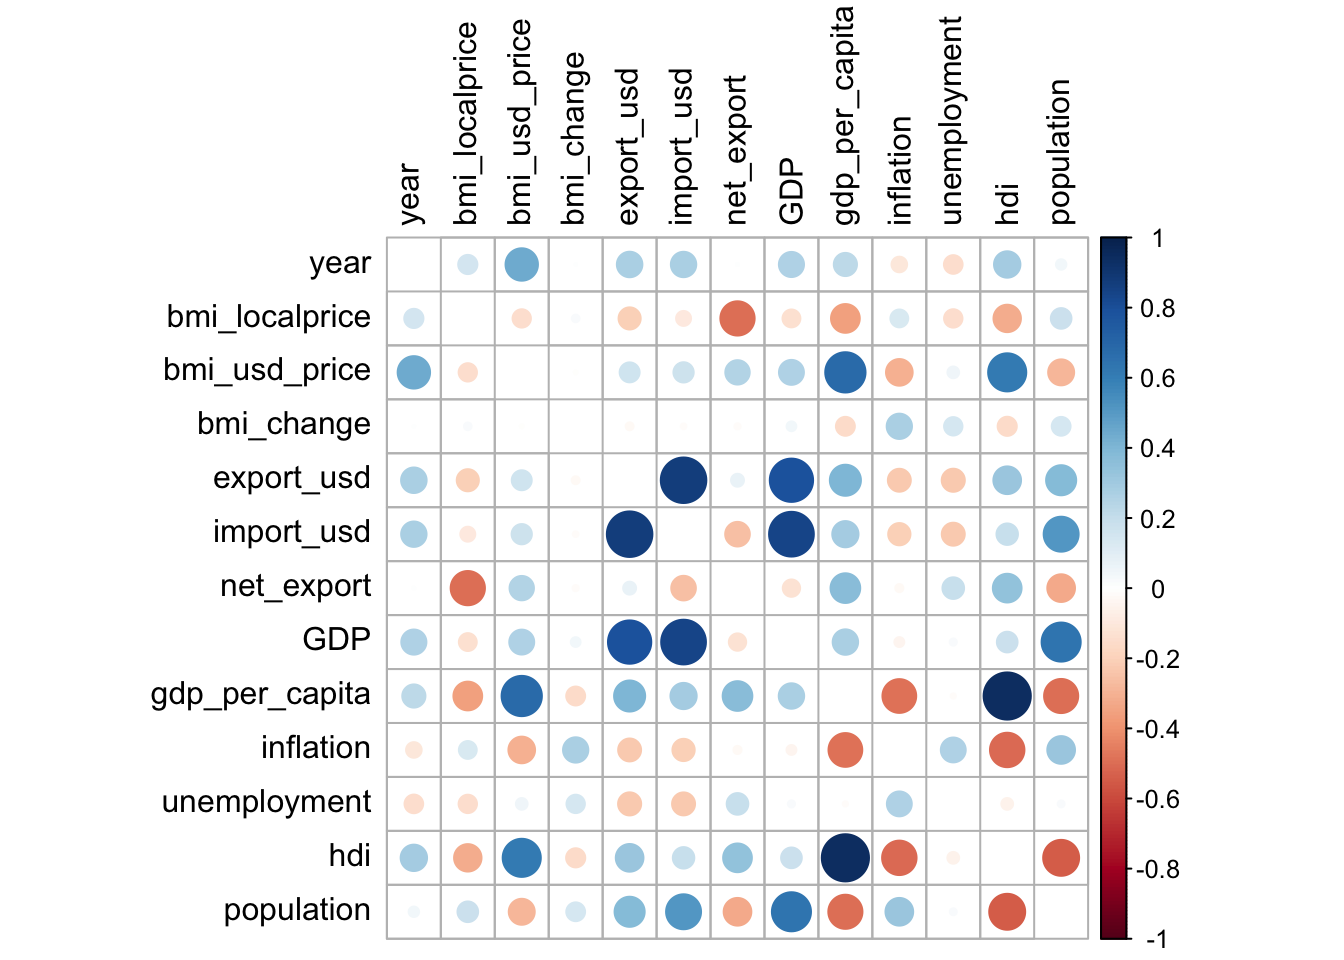 year
bmi_localprice
bmi_usd_price
bmi_change
export_usd
import_usd
net_export
GDP
gdp_per_capita
inflation
unemployment
hdi
population
year
bmi_localprice
bmi_usd_price
bmi_change
export_usd
import_usd
net_export
GDP
gdp_per_capita
inflation
unemployment
hdi
population
1
0.8
0.6
0.4
0.2
0
-0.2
-0.4
-0.6
-0.8
-1